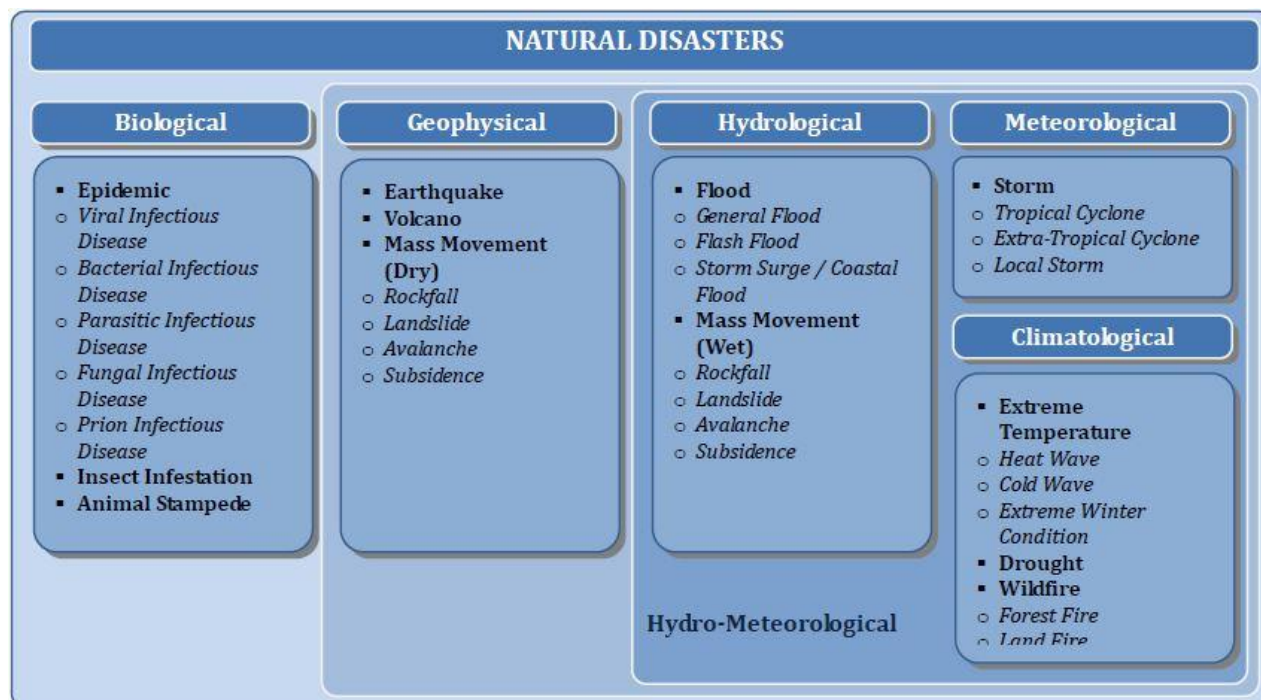 NATURAL DISASTERS
Biological
▪ Epidemic
o Viral Infectious
Disease
o Bacterial Infectious
Disease
o Parasitic Infectious
Disease
o Fungal Infectious
Disease
o Prion Infectious
Disease
▪ Insect Infestation
▪ Animal Stampede
Geophysical
▪ Earthquake
▪ Volcano
▪ Mass Movement
(Dry)
o Rockfall
o Landslide
o Avalanche
o Subsidence
Hydrological
▪ Flood
o General Flood
o Flash Flood
o Storm Surge / Coastal
Flood
▪ Mass Movement
(Wet)
o Rockfall
o Landslide
o Avalanche
o Subsidence
Meteorological
▪ Storm
o Tropical Cyclone
o Extra-Tropical Cyclone
o Local Storm
Climatological
▪ Extreme
Temperature
o Heat Wave
o Cold Wave
o Extreme Winter
Condition
▪ Drought
▪ Wildfire
o Forest Fire
o Land Fire
Hydro-Meteorological